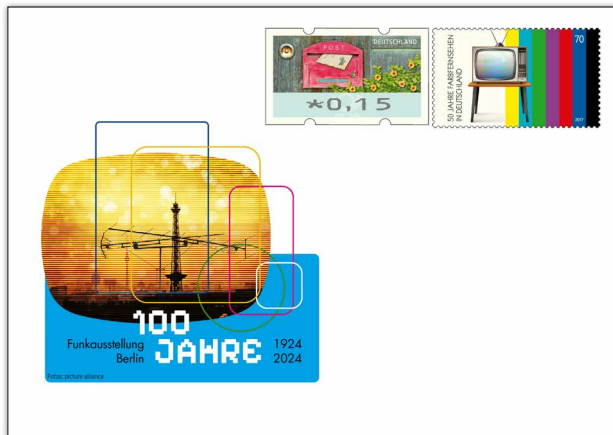 POST
DEUTSCHLAND
*0,15
50 JAHRE FARBFERNSEHEN
IN DEUTSCHLAND
70
2017
100
JAHRE
Funkausstellung
Berlin
1924
2024
Fotos: picture alliance